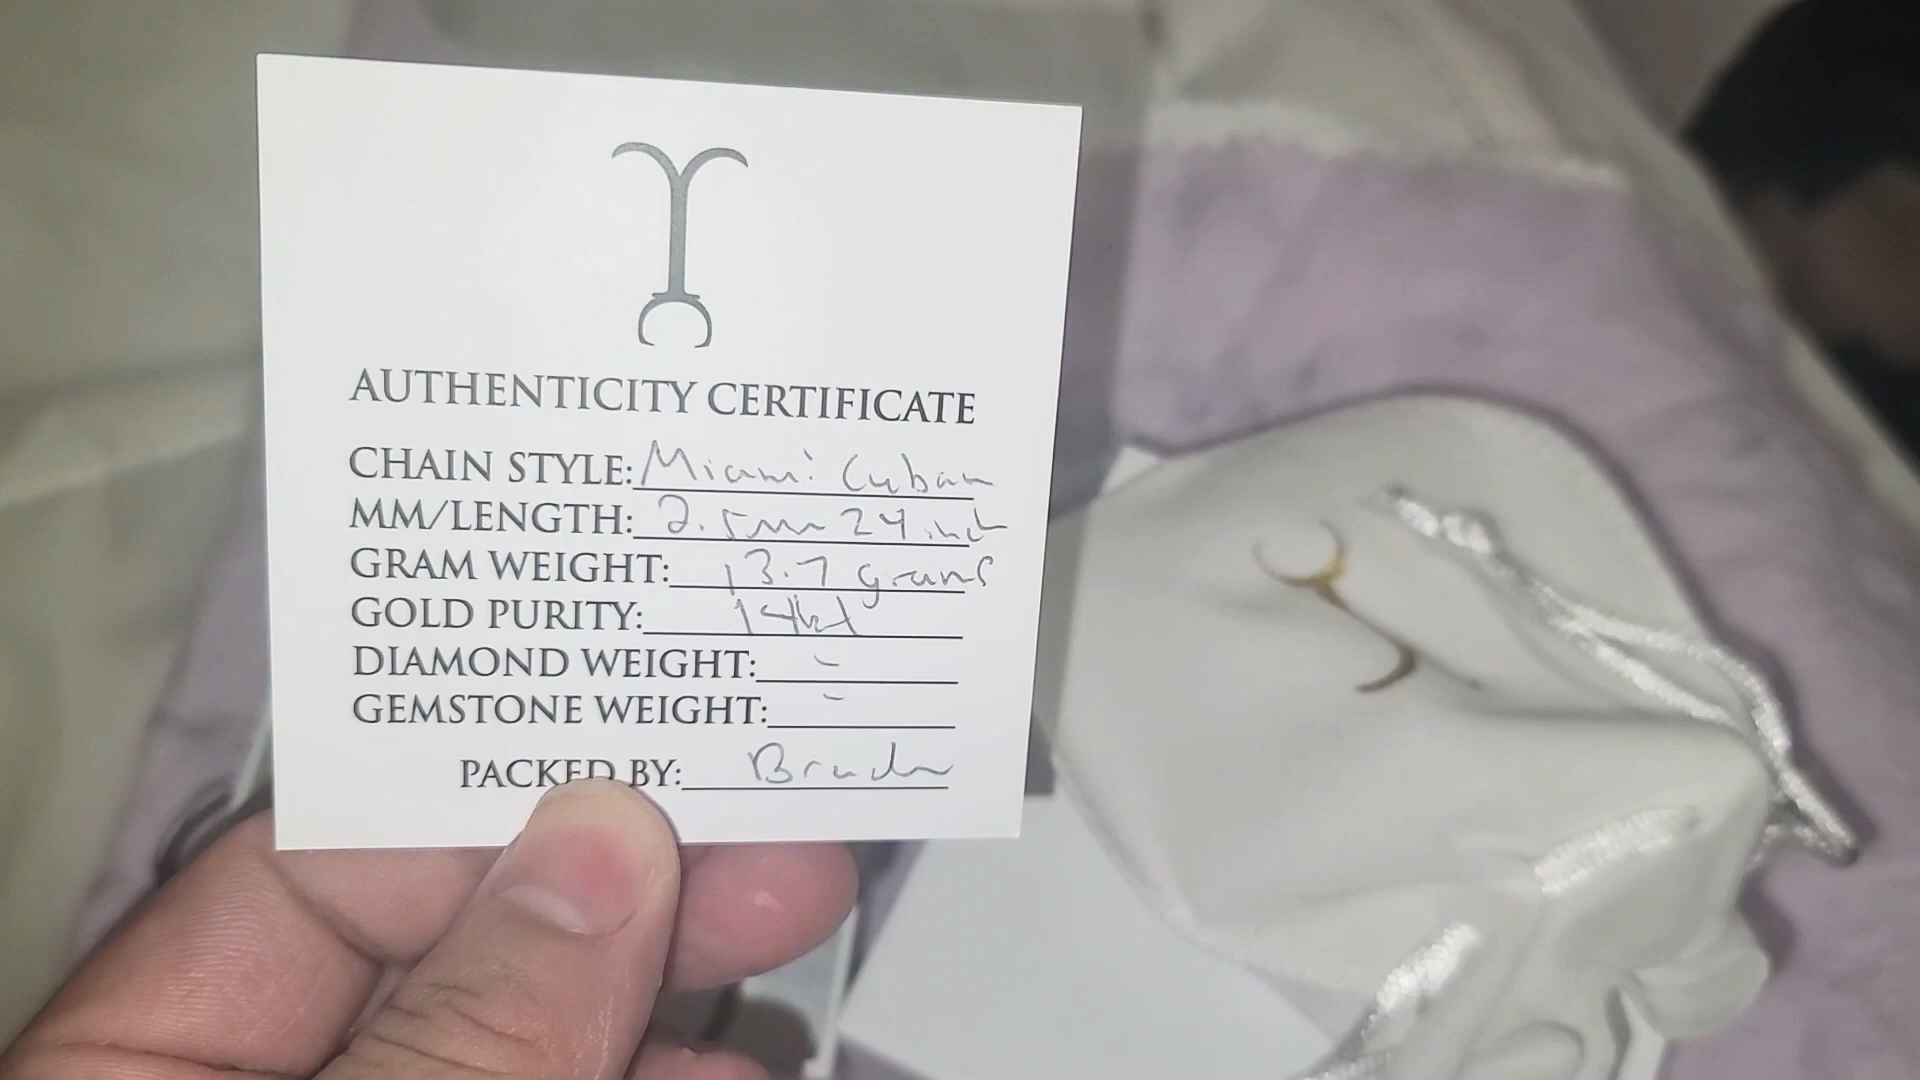 AUTHENTICITY CERTIFICATE
CHAIN STYLE: Miami Cuban
MM/LENGTH: 2.5mm 24 inch
GRAM WEIGHT: 13.7 grams
GOLD PURITY: 14kt
DIAMOND WEIGHT: -
GEMSTONE WEIGHT: -
PACKED BY: